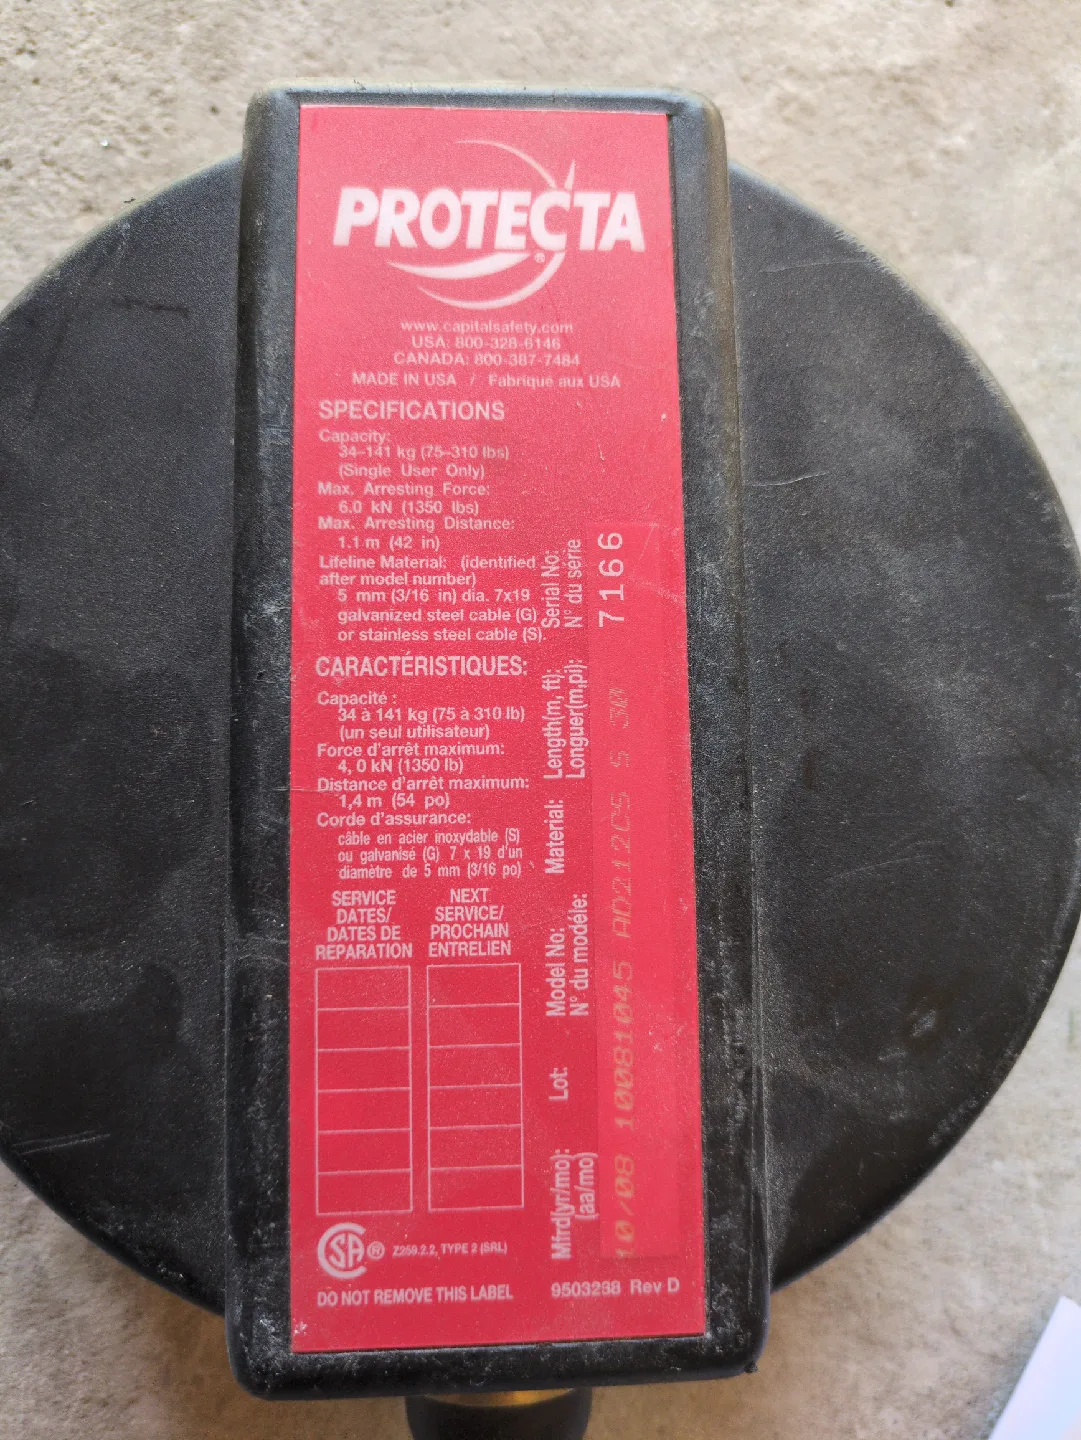 PROTECTA®
www.capitalsafety.com
USA: 800-328-6146
CANADA: 800-387-7484
MADE IN USA / Fabriqué aux USA
SPECIFICATIONS
Capacity:
34-141 kg (75-310 lbs)
(Single User Only)
Max. Arresting Force:
6.0 kN (1350 lbs)
Max. Arresting Distance:
1.1 m (42 in)
Lifeline Material: (identified
after model number)
5 mm (3/16 in) dia. 7x19
galvanized steel cable (G)
or stainless steel cable (S).
CARACTÉRISTIQUES:
Capacité :
34 à 141 kg (75 à 310 lb)
(un seul utilisateur)
Force d'arrêt maximum:
4, 0 kN (1350 lb)
Distance d'arrêt maximum:
1,4 m (54 po)
Corde d'assurance:
câble en acier inoxydable (S)
ou galvanisé (G) 7 x 19 d'un
diamètre de 5 mm (3/16 po)
SERVICE
DATES/
DATES DE
REPARATION
NEXT
SERVICE/
PROCHAIN
ENTRELIEN
SA® Z259.2.2, TYPE 2 (SRL)
DO NOT REMOVE THIS LABEL
9503238 Rev D
Mfrd(yr/mo):
(aa/mo)
Lot:
Model No:
N° du modéle:
Material:
Length(m, ft):
Longuer(m,pi):
Serial No:
N° du série
10/08 10081045 AD212CS S 30 7166